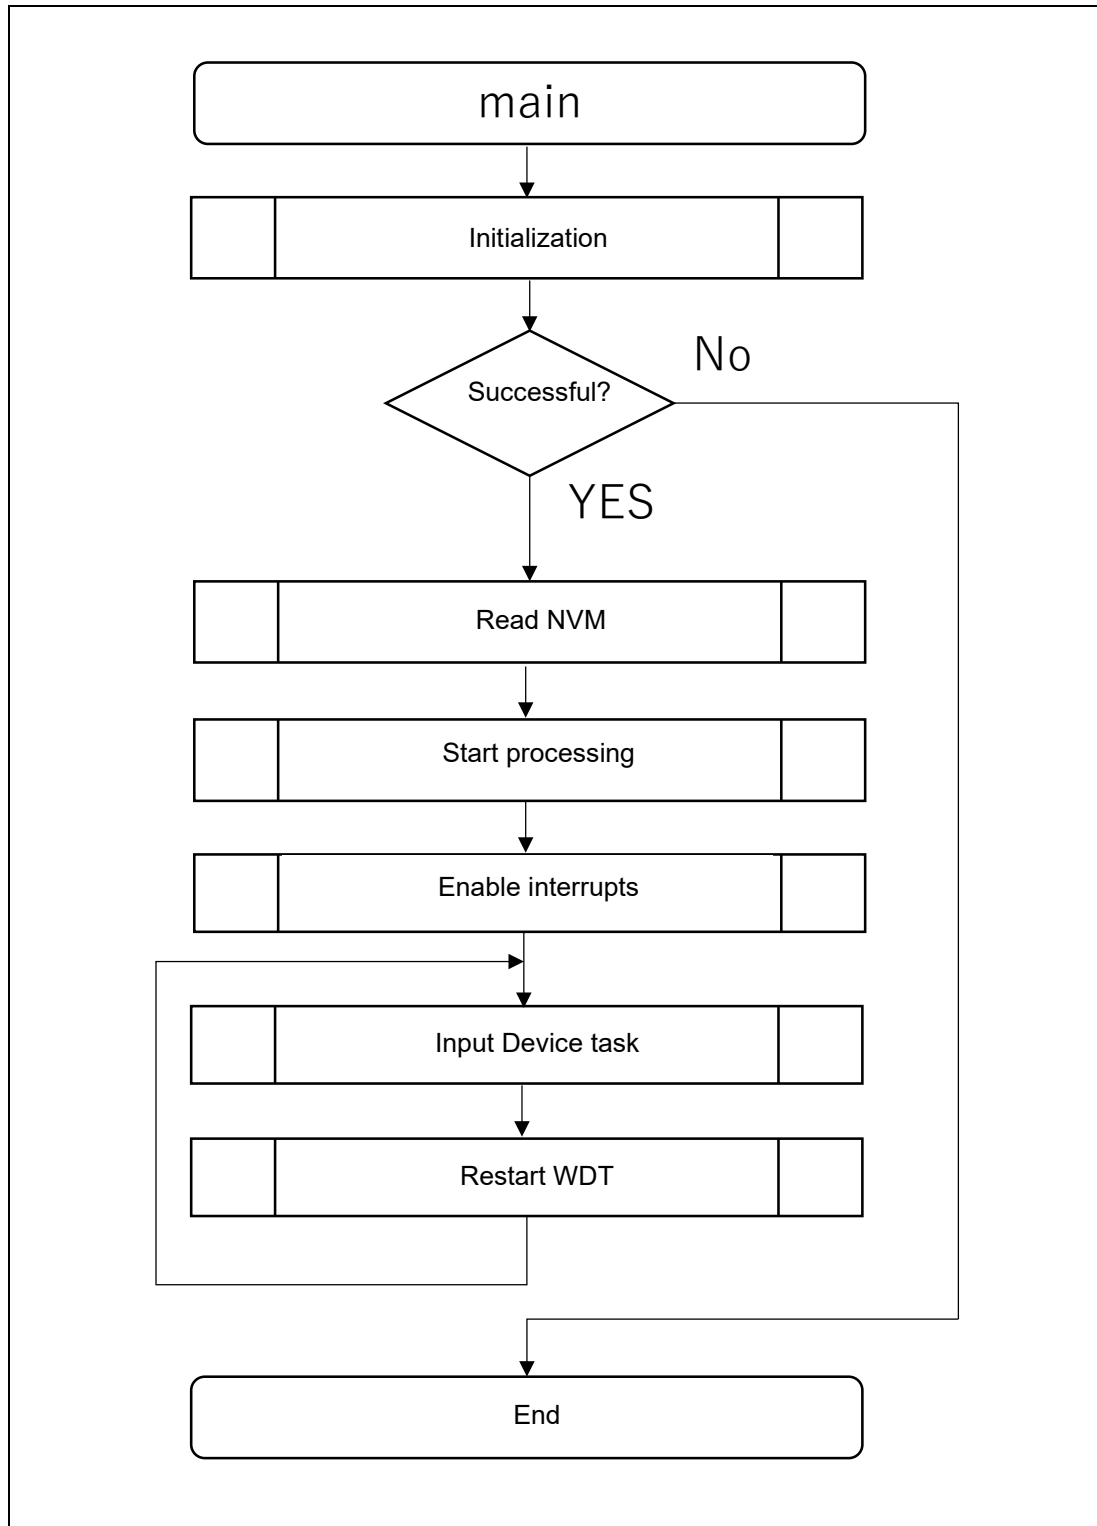 main
Initialization
Successful?
No
YES
Read NVM
Start processing
Enable interrupts
Input Device task
Restart WDT
End